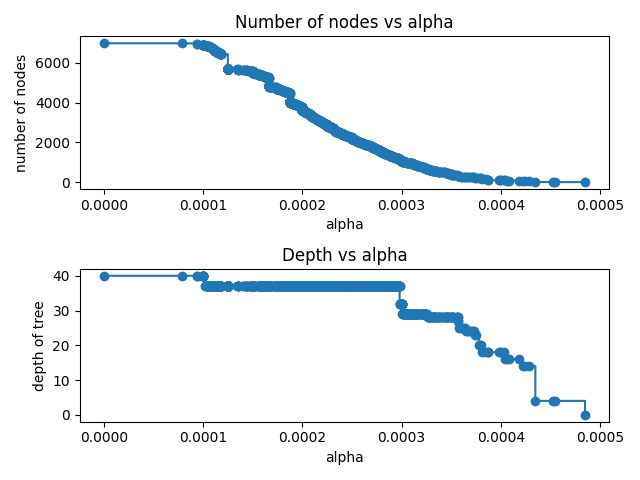 Number of nodes vs alpha
number of nodes
6000
4000
2000
0
0.0000 0.0001 0.0002 0.0003 0.0004 0.0005
alpha
Depth vs alpha
depth of tree
40
30
20
10
0
0.0000 0.0001 0.0002 0.0003 0.0004 0.0005
alpha